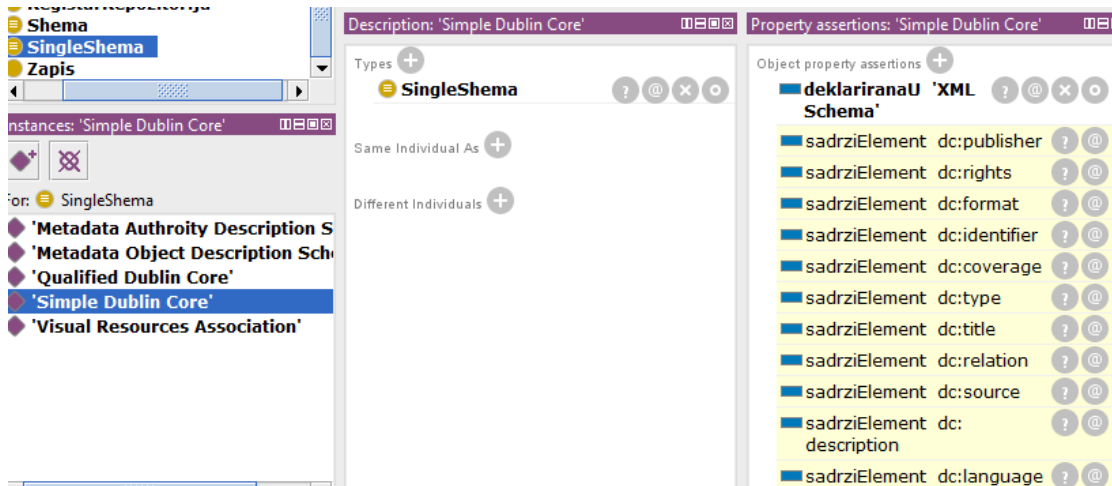 RegistarRepozitorija
Shema
SingleShema
Zapis
nstances: 'Simple Dublin Core'
For: SingleShema
'Metadata Authroity Description S
'Metadata Object Description Sch
'Qualified Dublin Core'
'Simple Dublin Core'
'Visual Resources Association'
Description: 'Simple Dublin Core'
Types
SingleShema
Same Individual As
Different Individuals
Property assertions: 'Simple Dublin Core'
Object property assertions
deklariranaU 'XML
Schema'
sadrziElement dc:publisher
sadrziElement dc:rights
sadrziElement dc:format
sadrziElement dc:identifier
sadrziElement dc:coverage
sadrziElement dc:type
sadrziElement dc:title
sadrziElement dc:relation
sadrziElement dc:source
sadrziElement dc:
description
sadrziElement dc:language